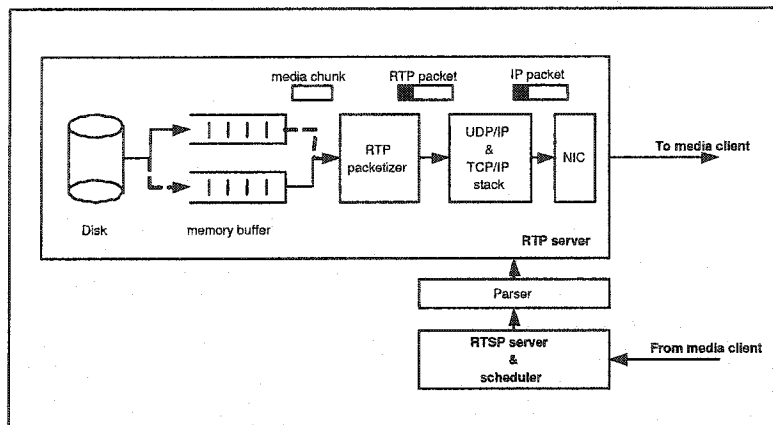 media chunk
RTP packet
IP packet
RTP
packetizer
UDP/IP
&
TCP/IP
stack
NIC
To media client
Disk
memory buffer
RTP server
Parser
RTSP server
&
scheduler
From media client